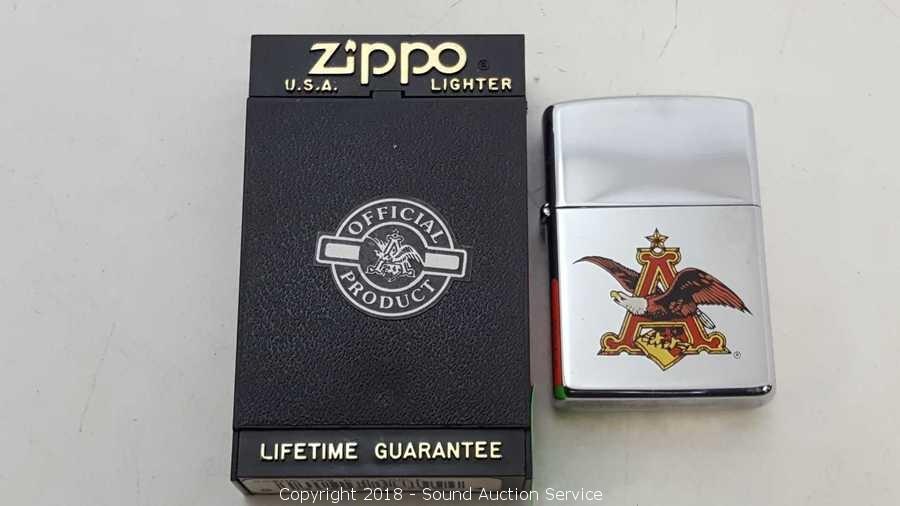 Zippo ®
U.S.A. LIGHTER
OFFICIAL
PRODUCT
LIFETIME GUARANTEE
A
®
Copyright 2018 - Sound Auction Service